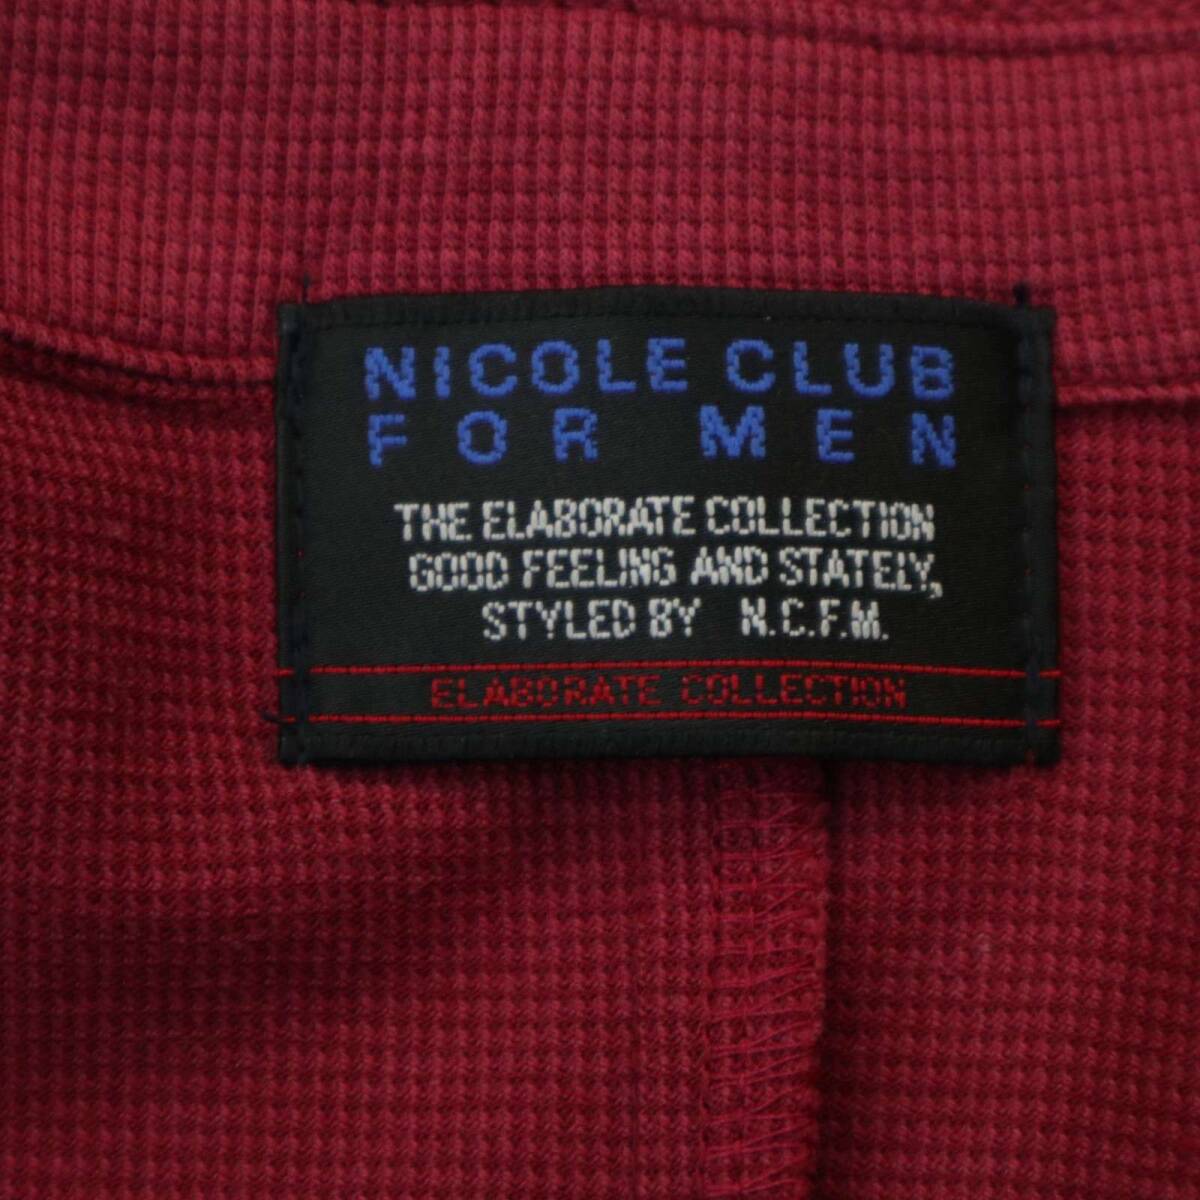 NICOLE CLUB
FOR MEN
THE ELABORATE COLLECTION
GOOD FEELING AND STATELY,
STYLED BY N.C.F.M.
ELABORATE COLLECTION